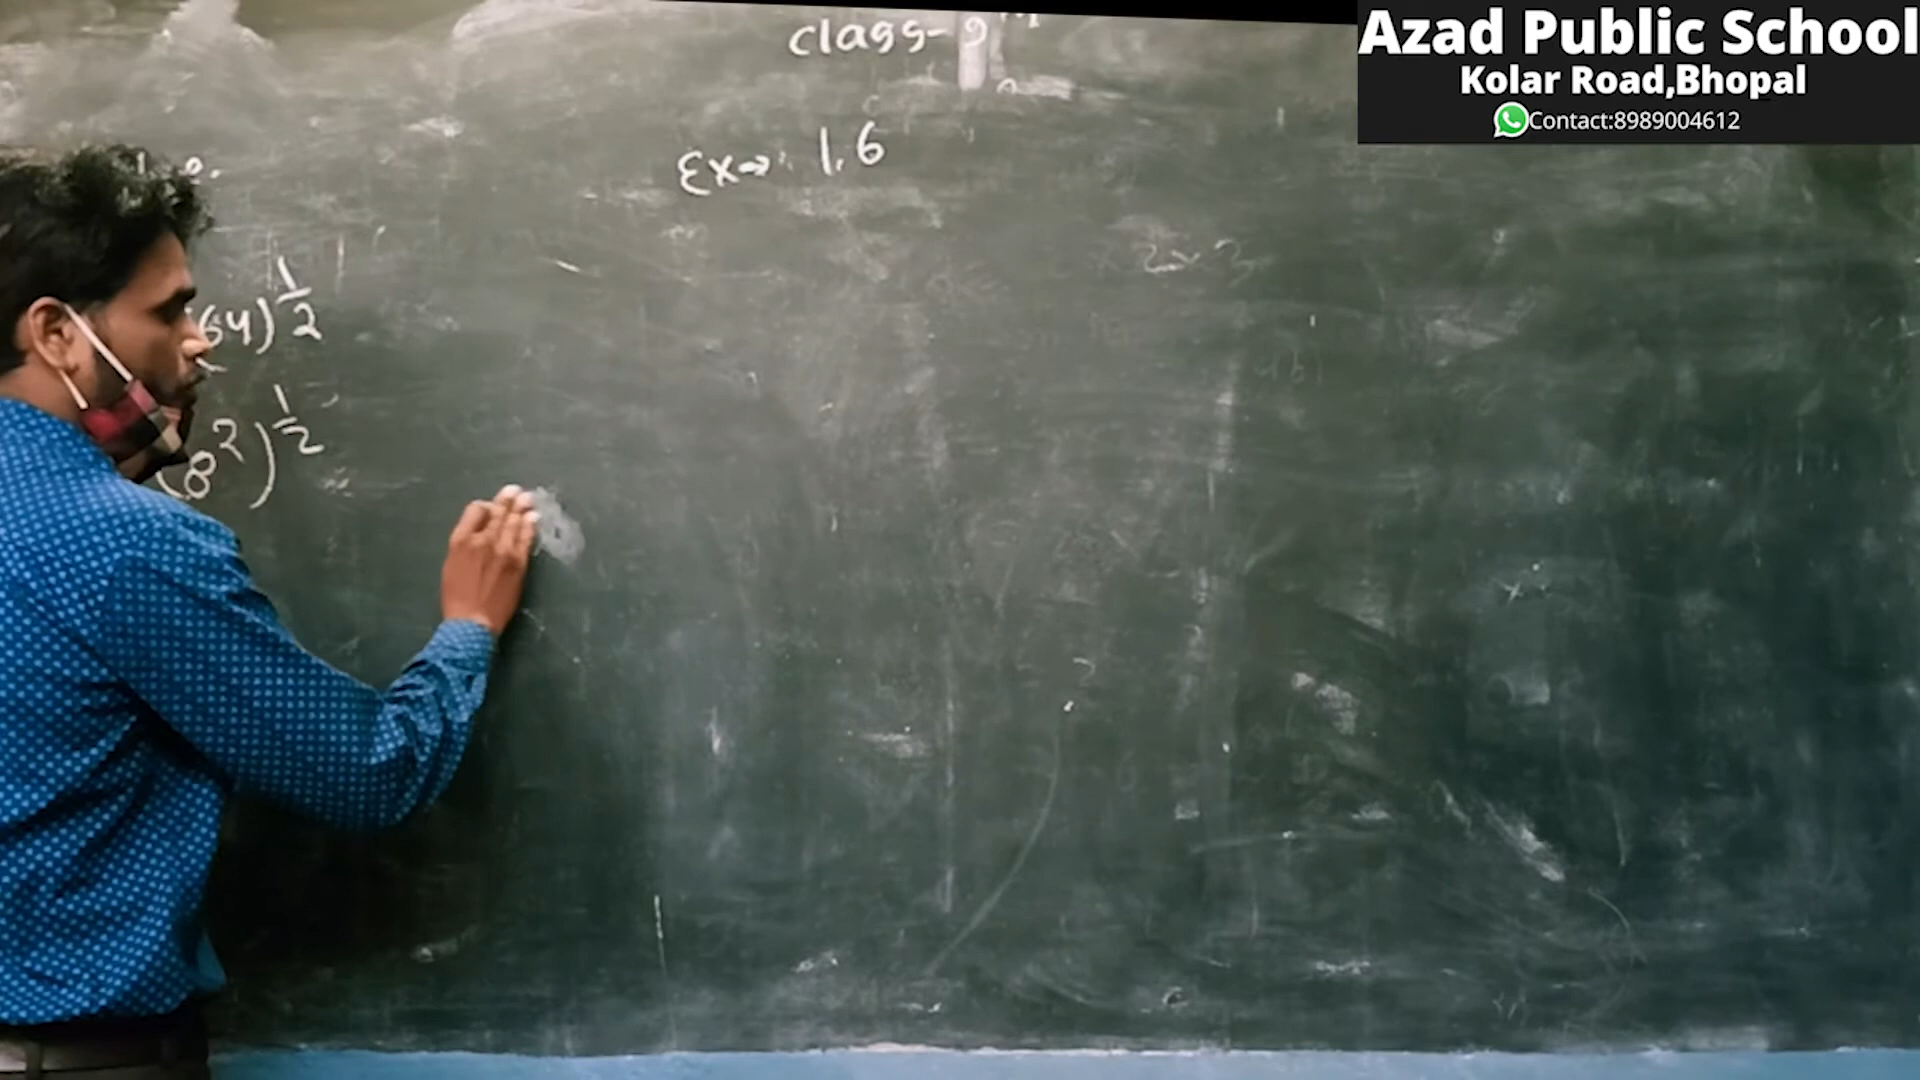 Azad Public School
Kolar Road,Bhopal
Contact:8989004612
Class-9th
Ex→ 1.6
64)^1/2
(8^2)^1/2